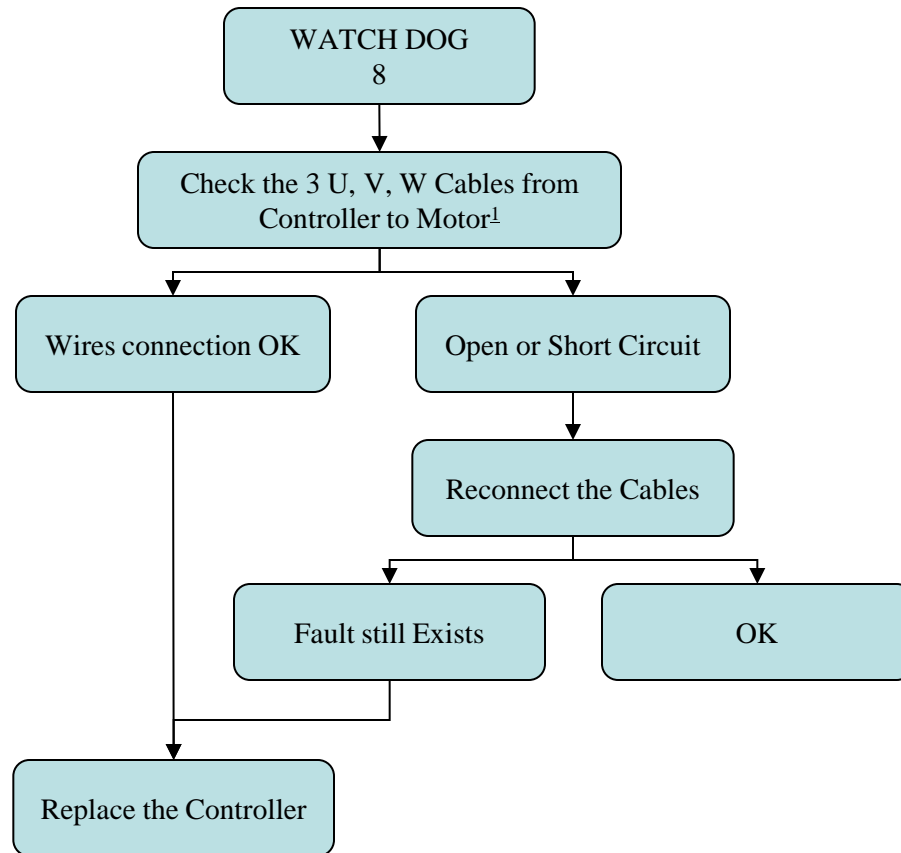 WATCH DOG
8
Check the 3 U, V, W Cables from
Controller to Motor1
Wires connection OK
Open or Short Circuit
Reconnect the Cables
Fault still Exists
OK
Replace the Controller